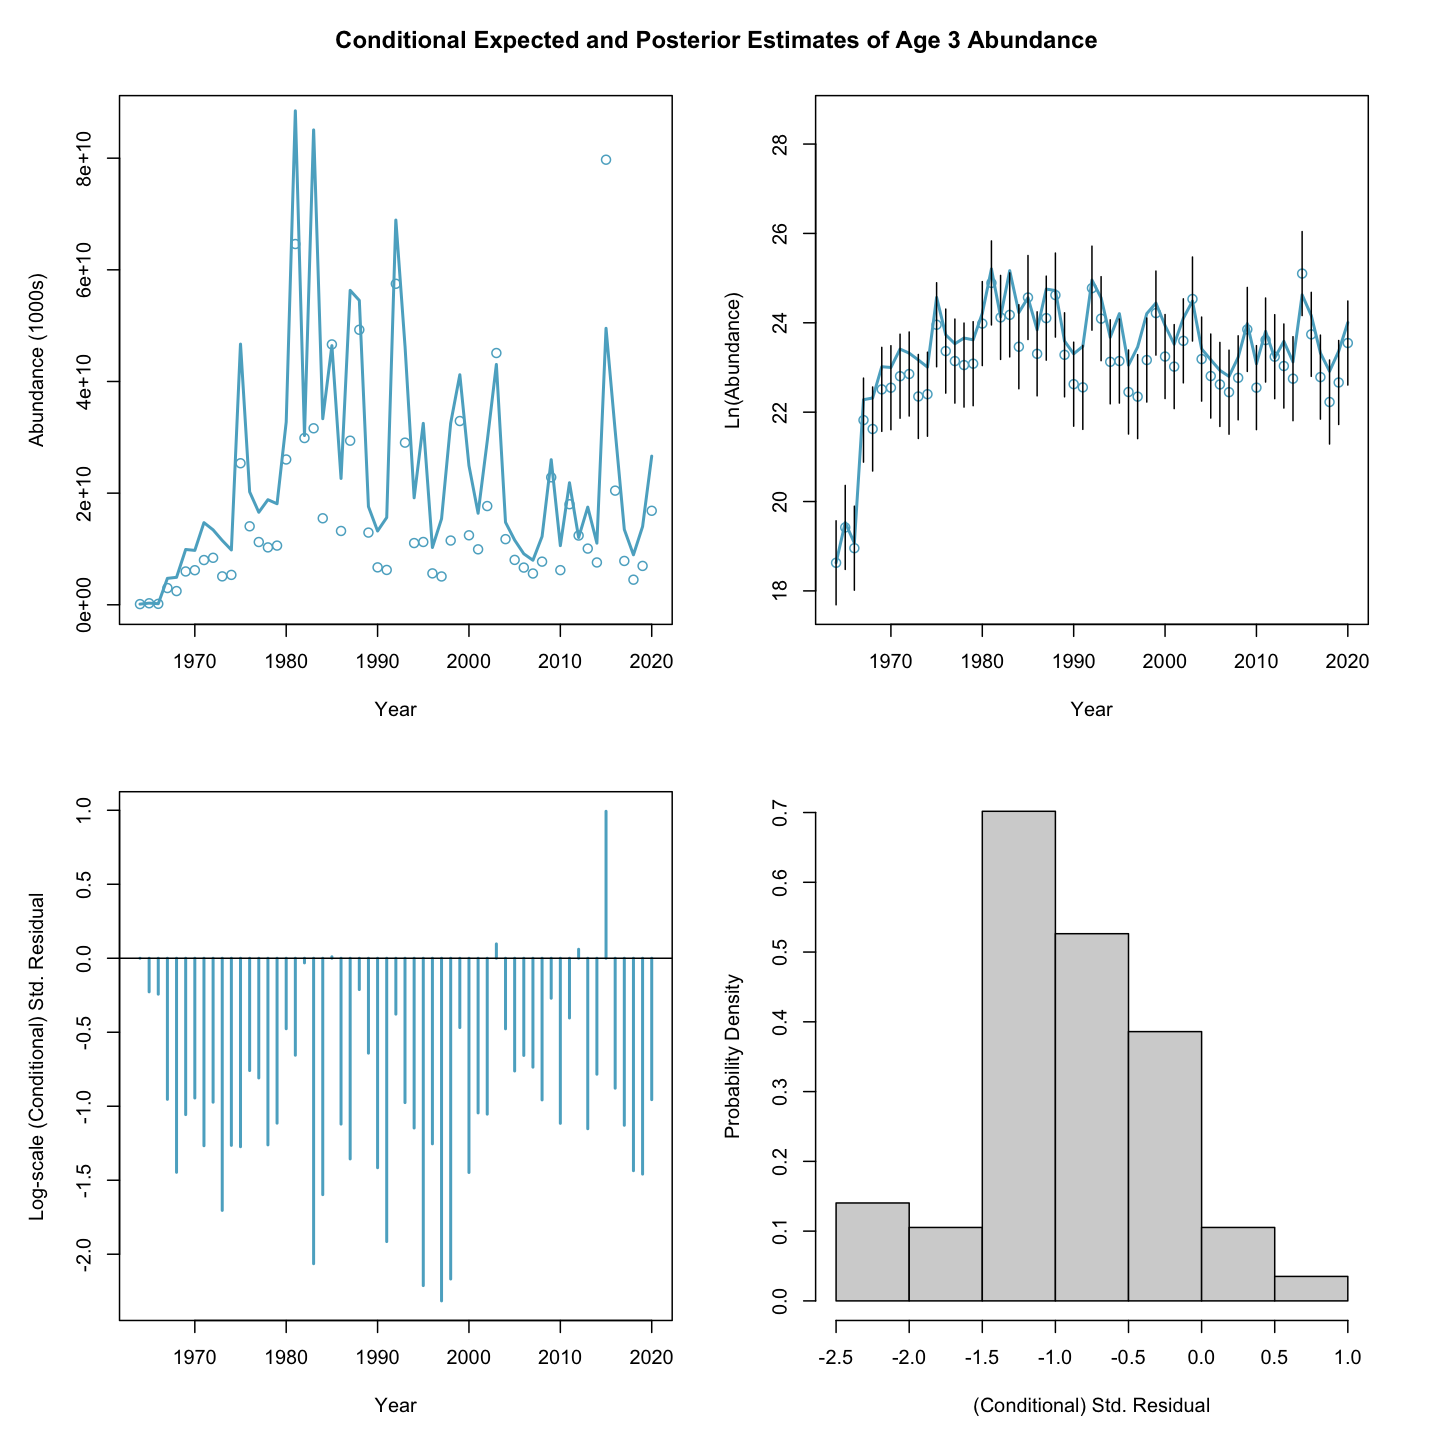 Conditional Expected and Posterior Estimates of Age 3 Abundance
Abundance (1000s)
8e+10
6e+10
4e+10
2e+10
0e+00
1970 1980 1990 2000 2010 2020
Year
Ln(Abundance)
28
26
24
22
20
18
1970 1980 1990 2000 2010 2020
Year
Log-scale (Conditional) Std. Residual
1.0
0.5
0.0
-0.5
-1.0
-1.5
-2.0
1970 1980 1990 2000 2010 2020
Year
Probability Density
0.7
0.6
0.5
0.4
0.3
0.2
0.1
0.0
-2.5 -2.0 -1.5 -1.0 -0.5 0.0 0.5 1.0
(Conditional) Std. Residual